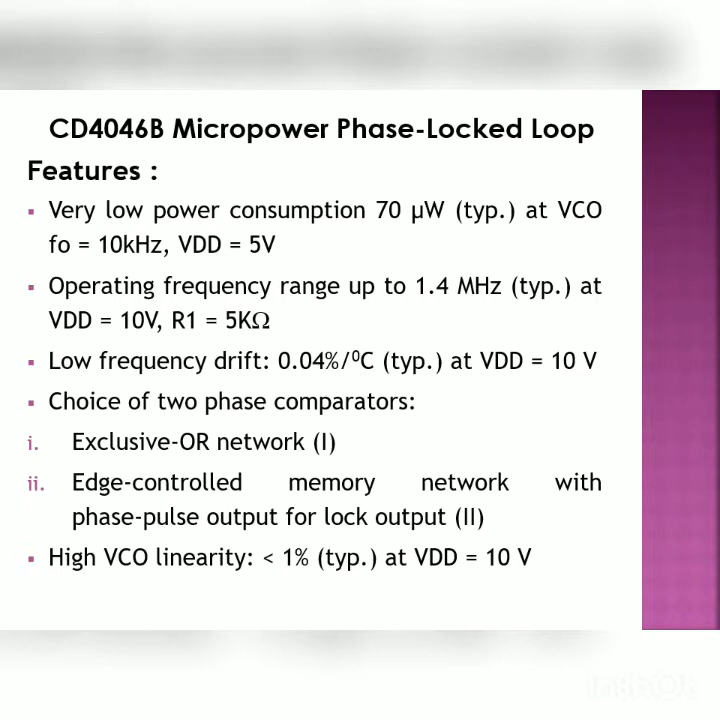 CD4046B Micropower Phase-Locked Loop
Features :
▪ Very low power consumption 70 µW (typ.) at VCO
fo = 10kHz, VDD = 5V
▪ Operating frequency range up to 1.4 MHz (typ.) at
VDD = 10V, R1 = 5KΩ
▪ Low frequency drift: 0.04%/⁰C (typ.) at VDD = 10 V
▪ Choice of two phase comparators:
i. Exclusive-OR network (I)
ii. Edge-controlled memory network with
phase-pulse output for lock output (II)
▪ High VCO linearity: < 1% (typ.) at VDD = 10 V